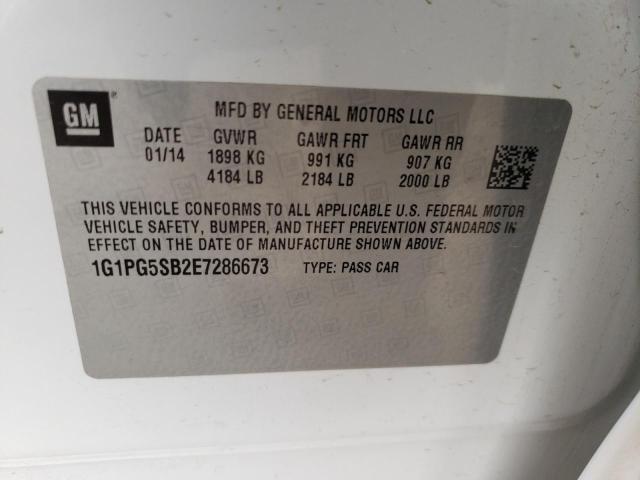 GM
MFD BY GENERAL MOTORS LLC
DATE GVWR GAWR FRT GAWR RR
01/14 1898 KG 991 KG 907 KG
4184 LB 2184 LB 2000 LB
THIS VEHICLE CONFORMS TO ALL APPLICABLE U.S. FEDERAL MOTOR
VEHICLE SAFETY, BUMPER, AND THEFT PREVENTION STANDARDS IN
EFFECT ON THE DATE OF MANUFACTURE SHOWN ABOVE.
1G1PG5SB2E7286673 TYPE: PASS CAR